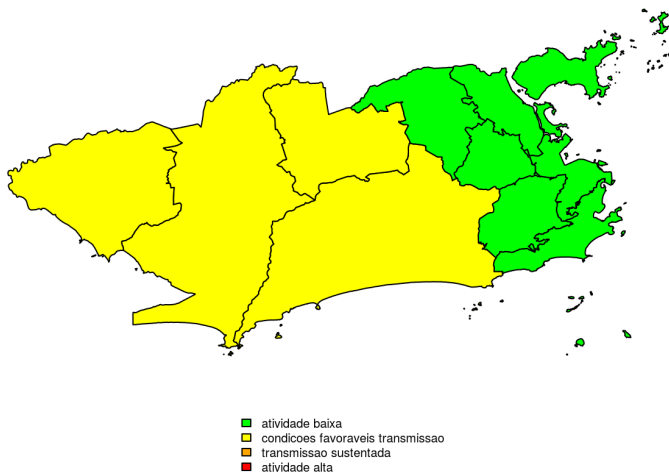 atividade baixa
condicoes favoraveis transmissao
transmissao sustentada
atividade alta